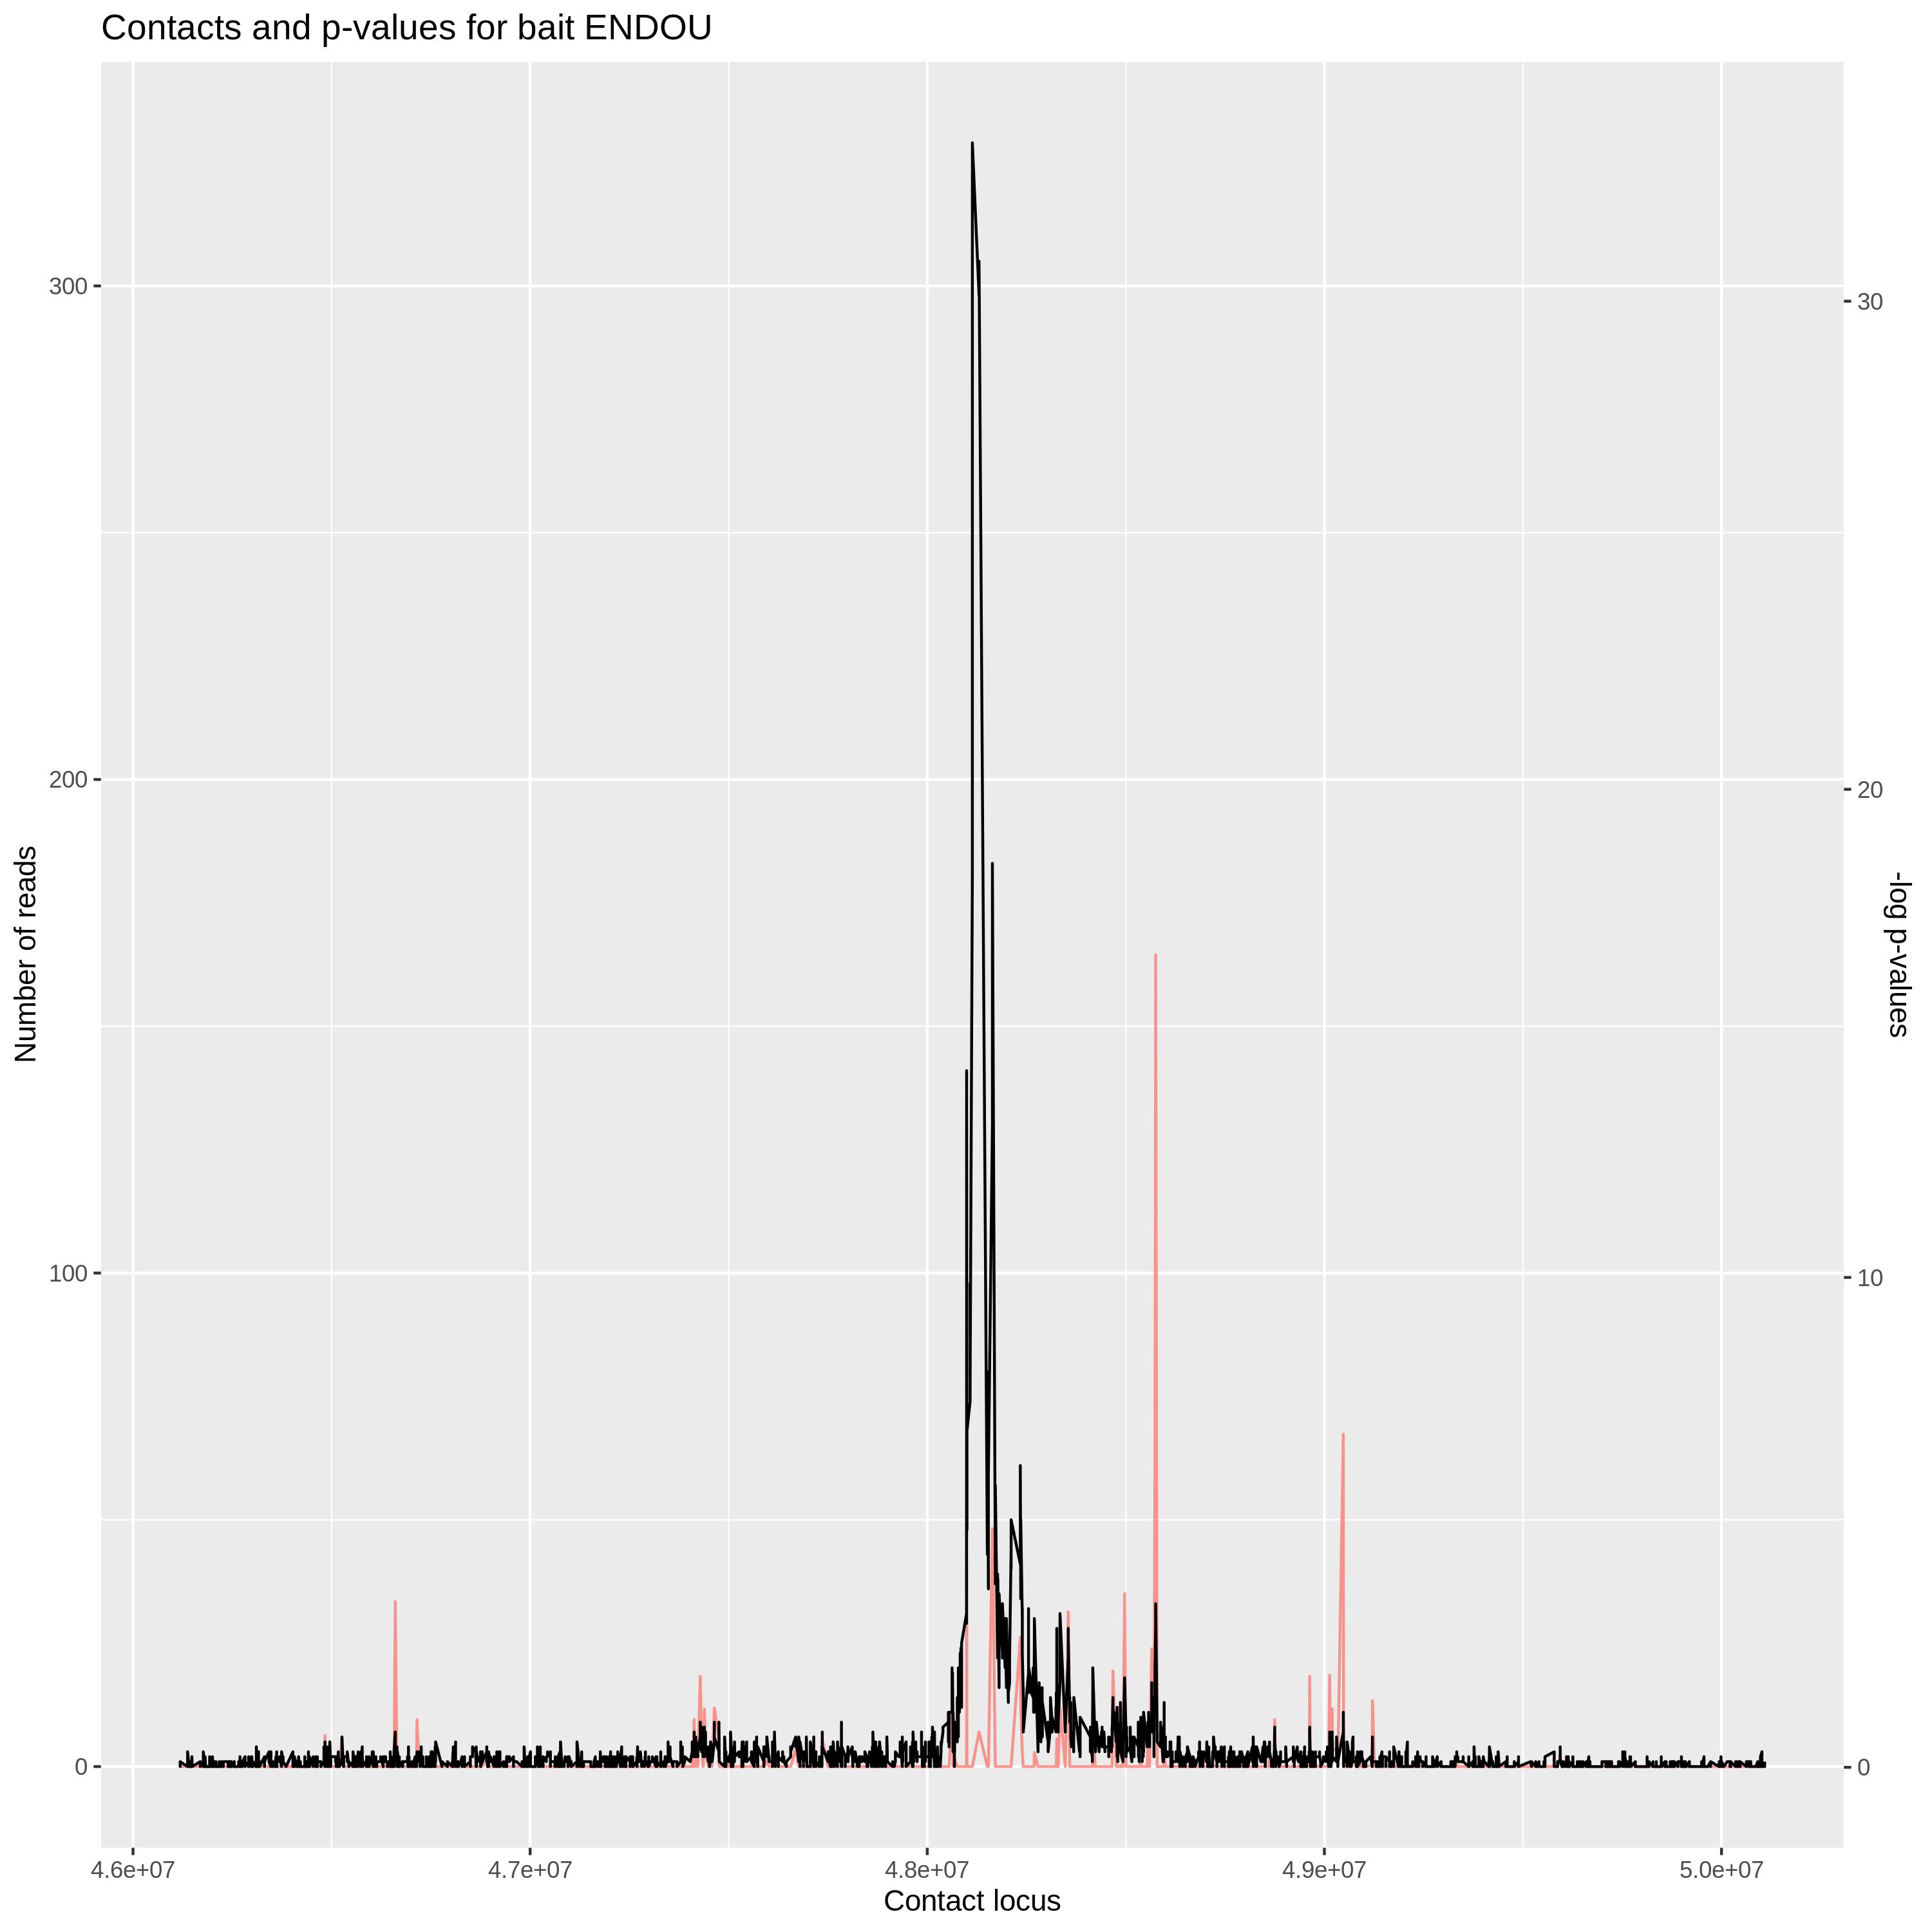 Contacts and p-values for bait ENDOU
Number of reads
300
200
100
0
30
20
10
0
-log p-values
4.6e+07
4.7e+07
4.8e+07
4.9e+07
5.0e+07
Contact locus